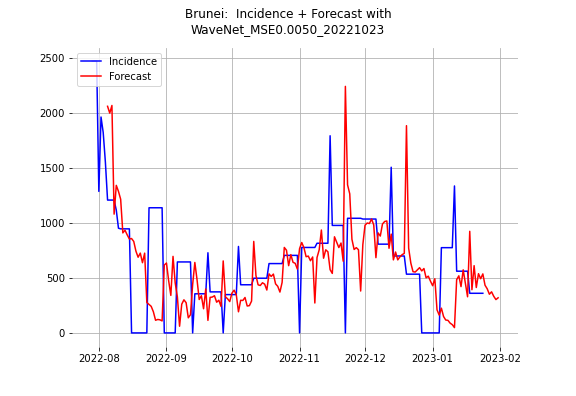 Brunei:  Incidence + Forecast with
WaveNet_MSE0.0050_20221023
Incidence
Forecast
2500
2000
1500
1000
500
0
2022-08 2022-09 2022-10 2022-11 2022-12 2023-01 2023-02